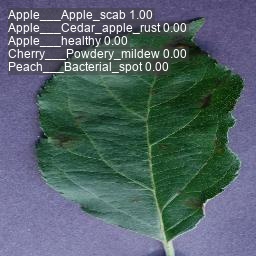 Apple___Apple_scab 1.00
Apple___Cedar_apple_rust 0.00
Apple___healthy 0.00
Cherry___Powdery_mildew 0.00
Peach___Bacterial_spot 0.00